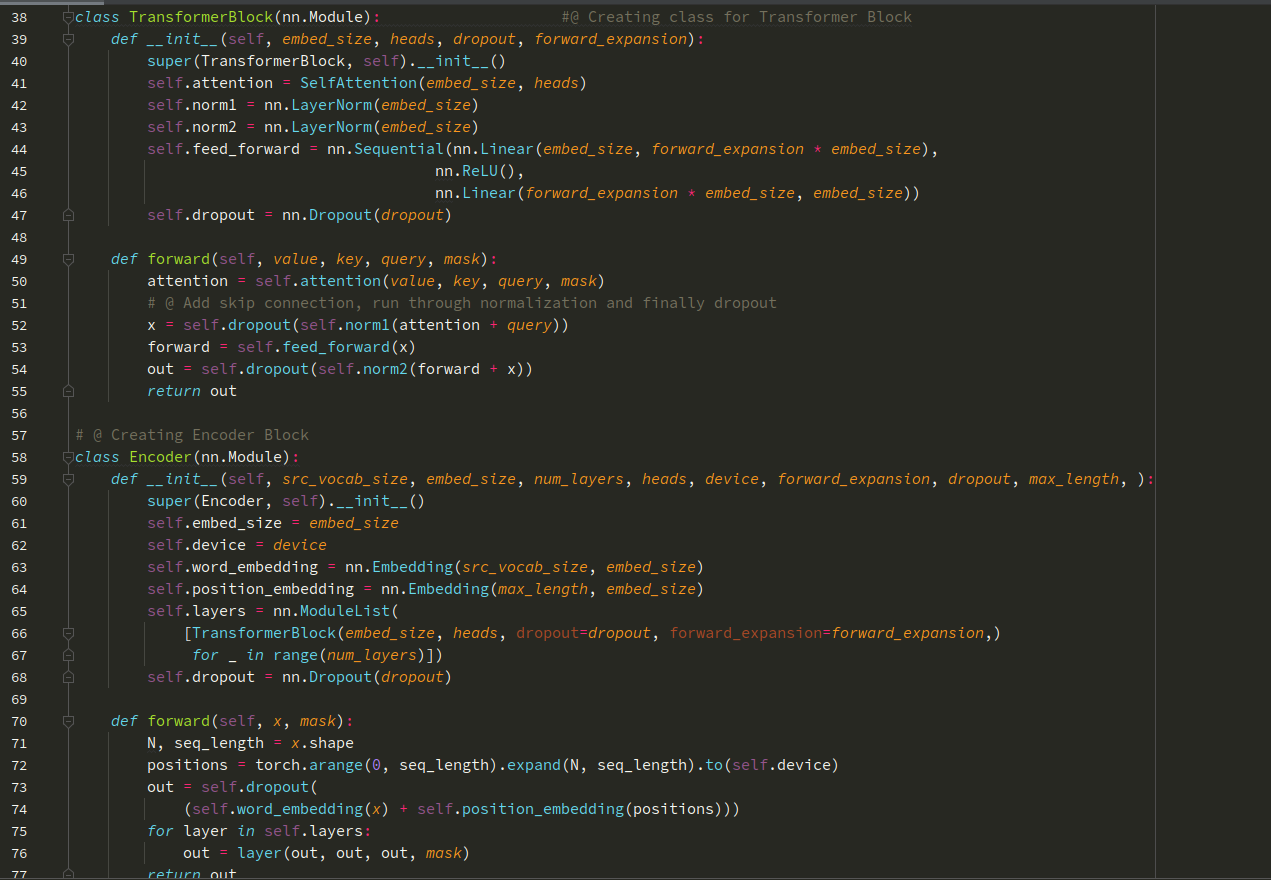 38 class TransformerBlock(nn.Module):                    #@ Creating class for Transformer Block
39     def __init__(self, embed_size, heads, dropout, forward_expansion):
40         super(TransformerBlock, self).__init__()
41         self.attention = SelfAttention(embed_size, heads)
42         self.norm1 = nn.LayerNorm(embed_size)
43         self.norm2 = nn.LayerNorm(embed_size)
44         self.feed_forward = nn.Sequential(nn.Linear(embed_size, forward_expansion * embed_size),
45                                         nn.ReLU(),
46                                         nn.Linear(forward_expansion * embed_size, embed_size))
47         self.dropout = nn.Dropout(dropout)
48
49     def forward(self, value, key, query, mask):
50         attention = self.attention(value, key, query, mask)
51         # @ Add skip connection, run through normalization and finally dropout
52         x = self.dropout(self.norm1(attention + query))
53         forward = self.feed_forward(x)
54         out = self.dropout(self.norm2(forward + x))
55         return out
56
57 # @ Creating Encoder Block
58 class Encoder(nn.Module):
59     def __init__(self, src_vocab_size, embed_size, num_layers, heads, device, forward_expansion, dropout, max_length, ):
60         super(Encoder, self).__init__()
61         self.embed_size = embed_size
62         self.device = device
63         self.word_embedding = nn.Embedding(src_vocab_size, embed_size)
64         self.position_embedding = nn.Embedding(max_length, embed_size)
65         self.layers = nn.ModuleList(
66             [TransformerBlock(embed_size, heads, dropout=dropout, forward_expansion=forward_expansion,)
67              for _ in range(num_layers)])
68         self.dropout = nn.Dropout(dropout)
69
70     def forward(self, x, mask):
71         N, seq_length = x.shape
72         positions = torch.arange(0, seq_length).expand(N, seq_length).to(self.device)
73         out = self.dropout(
74             (self.word_embedding(x) + self.position_embedding(positions)))
75         for layer in self.layers:
76             out = layer(out, out, out, mask)
77         return out